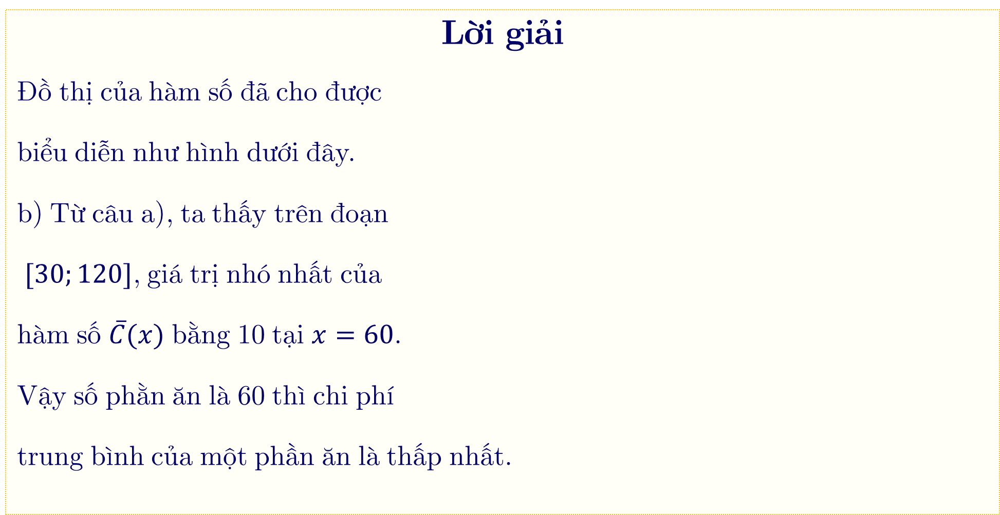 Lời giải
Đồ thị của hàm số đã cho được
biểu diễn như hình dưới đây.
b) Từ câu a), ta thấy trên đoạn
[30; 120], giá trị nhó nhất của
hàm số C̄(x) bằng 10 tại x = 60.
Vậy số phằn ăn là 60 thì chi phí
trung bình của một phần ăn là thấp nhất.